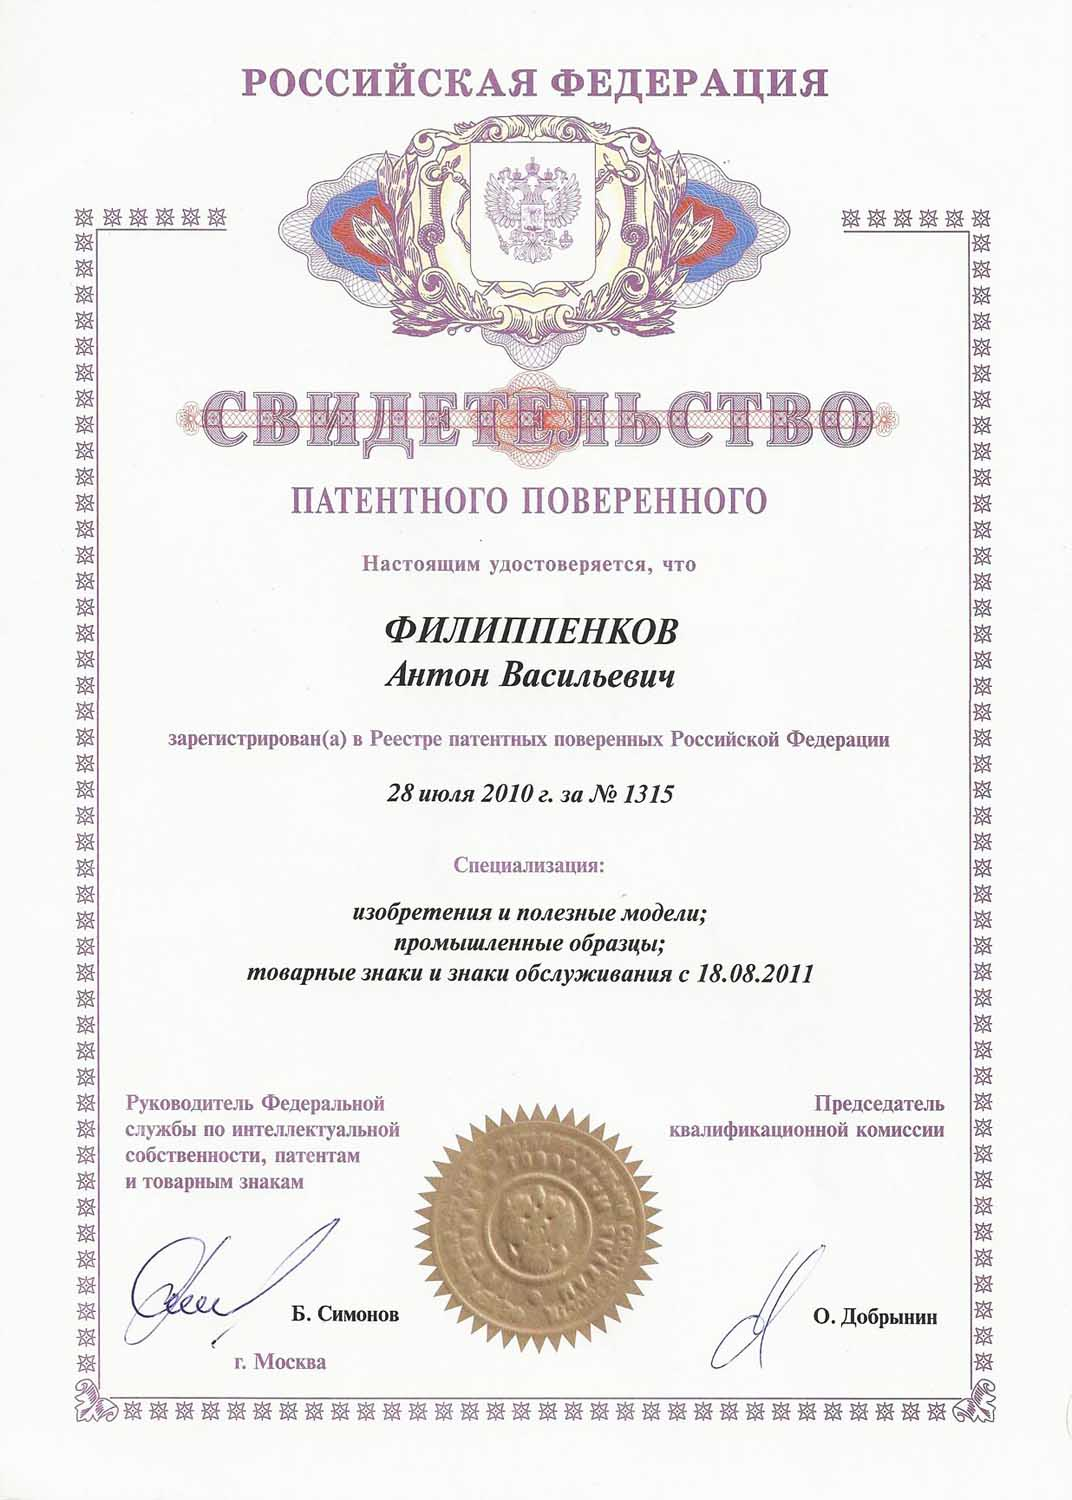 РОССИЙСКАЯ ФЕДЕРАЦИЯ
СВИДЕТЕЛЬСТВО
ПАТЕНТНОГО ПОВЕРЕННОГО
Настоящим удостоверяется, что
ФИЛИППЕНКОВ
Антон Васильевич
зарегистрирован(а) в Реестре патентных поверенных Российской Федерации
28 июля 2010 г. за № 1315
Специализация:
изобретения и полезные модели;
промышленные образцы;
товарные знаки и знаки обслуживания с 18.08.2011
Руководитель Федеральной
службы по интеллектуальной
собственности, патентам
и товарным знакам
Б. Симонов
г. Москва
Председатель
квалификационной комиссии
О. Добрынин